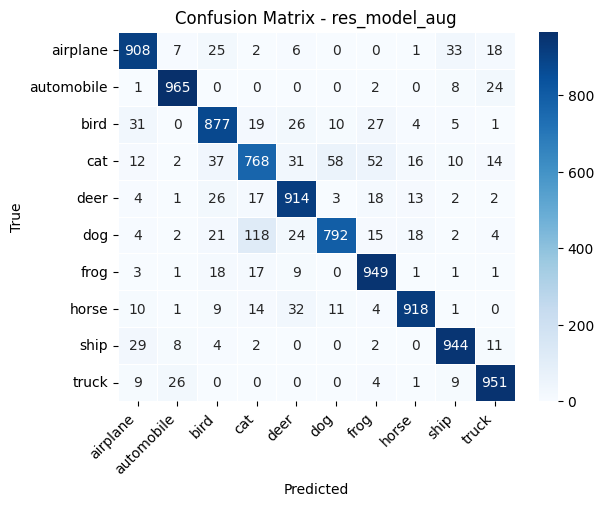 Confusion Matrix - res_model_aug
True
airplane 908 7 25 2 6 0 0 1 33 18
automobile 1 965 0 0 0 0 2 0 8 24
bird 31 0 877 19 26 10 27 4 5 1
cat 12 2 37 768 31 58 52 16 10 14
deer 4 1 26 17 914 3 18 13 2 2
dog 4 2 21 118 24 792 15 18 2 4
frog 3 1 18 17 9 0 949 1 1 1
horse 10 1 9 14 32 11 4 918 1 0
ship 29 8 4 2 0 0 2 0 944 11
truck 9 26 0 0 0 0 4 1 9 951
airplane automobile bird cat deer dog frog horse ship truck
Predicted
800
600
400
200
0